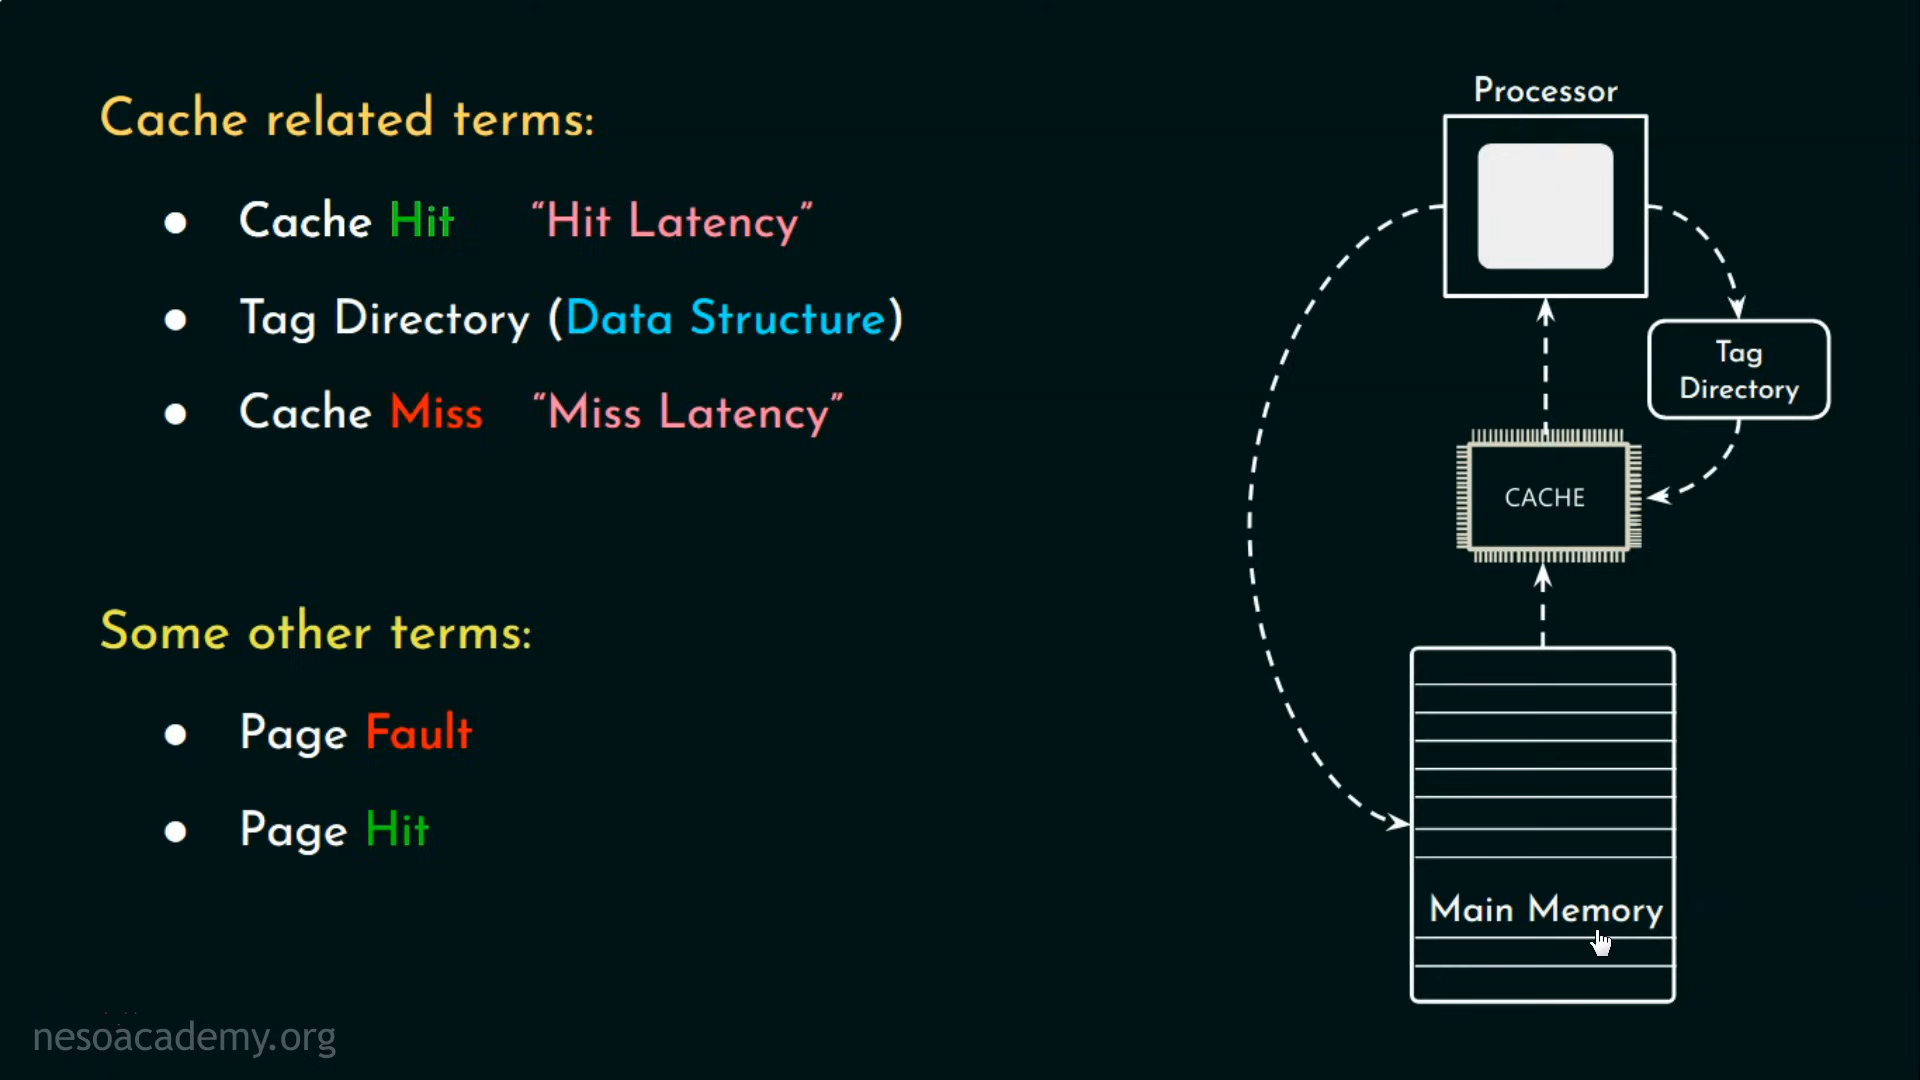 Cache related terms:
● Cache Hit “Hit Latency”
● Tag Directory (Data Structure)
● Cache Miss “Miss Latency”
Some other terms:
● Page Fault
● Page Hit
Processor
Tag
Directory
CACHE
Main Memory
nesoacademy.org